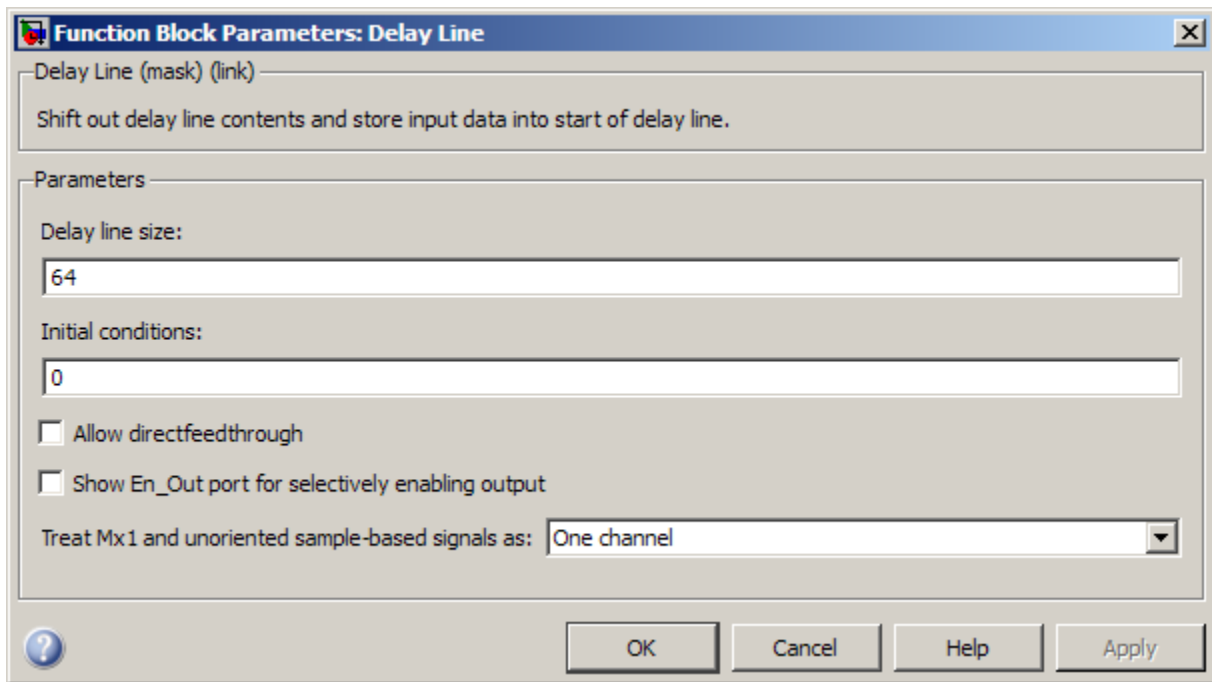 Function Block Parameters: Delay Line
Delay Line (mask) (link)
Shift out delay line contents and store input data into start of delay line.
Parameters
Delay line size:
64
Initial conditions:
0
Allow directfeedthrough
Show En_Out port for selectively enabling output
Treat Mx1 and unoriented sample-based signals as: One channel
? OK Cancel Help Apply